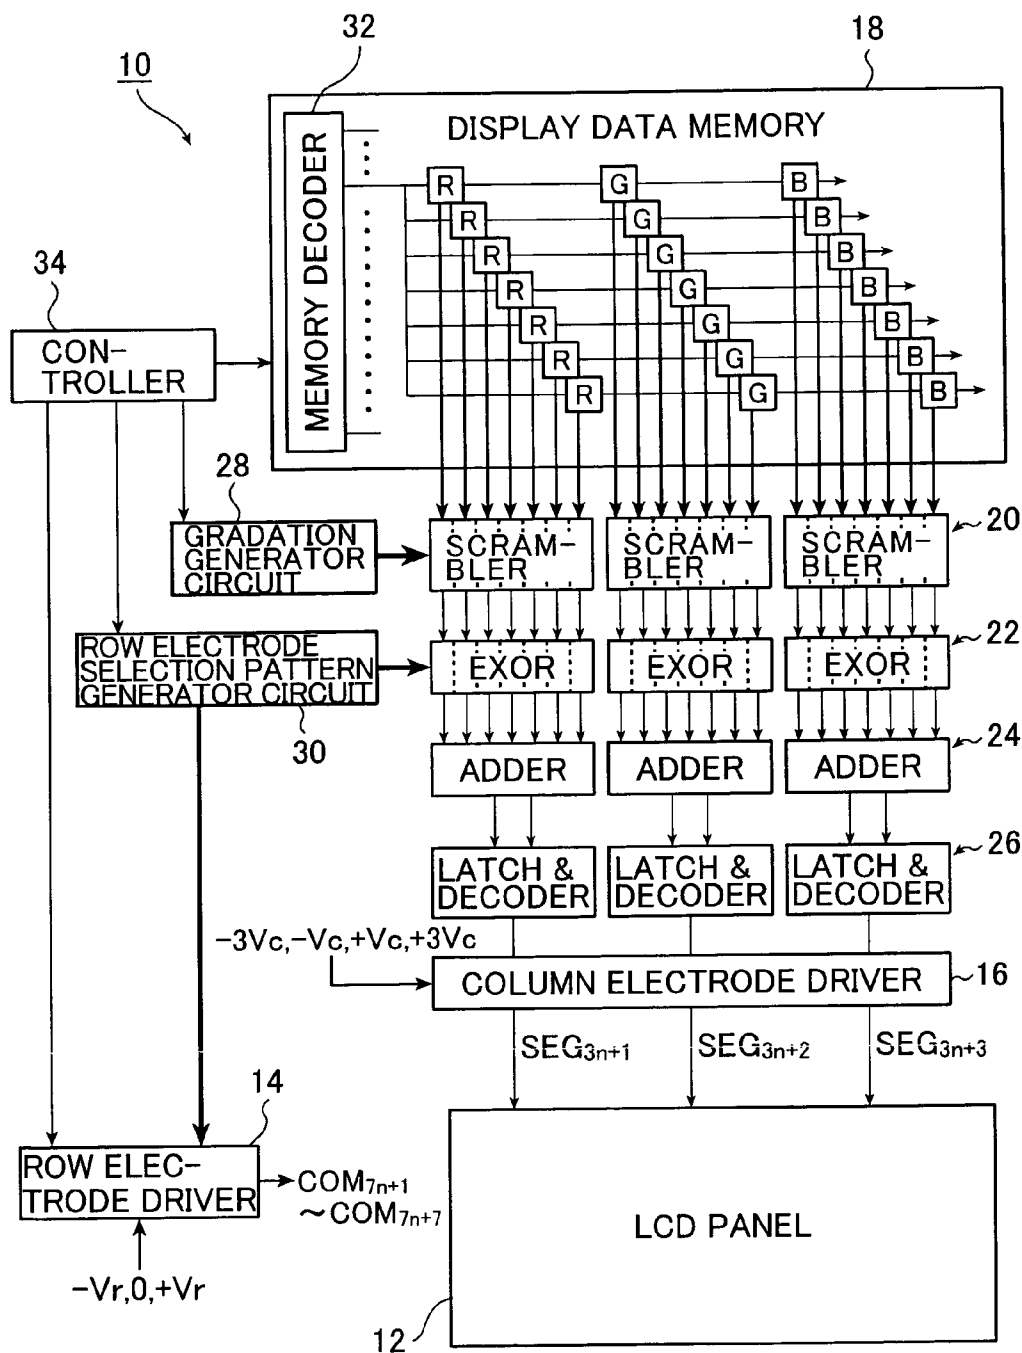 32
18
10
DISPLAY DATA MEMORY
MEMORY DECODER
R G B
R G B
R G B
R G B
R G B
R G B
R G B
34
CON-
TROLLER
28
GRADATION
GENERATOR
CIRCUIT
SCRAM-
BLER
SCRAM-
BLER
SCRAM-
BLER
20
ROW ELECTRODE
SELECTION PATTERN
GENERATOR CIRCUIT
30
EXOR
EXOR
EXOR
22
ADDER
ADDER
ADDER
24
LATCH &
DECODER
LATCH &
DECODER
LATCH &
DECODER
26
−3Vc,−Vc,+Vc,+3Vc
COLUMN ELECTRODE DRIVER
16
SEG3n+1
SEG3n+2
SEG3n+3
14
ROW ELEC-
TRODE DRIVER
COM7n+1
～COM7n+7
−Vr,0,+Vr
LCD PANEL
12